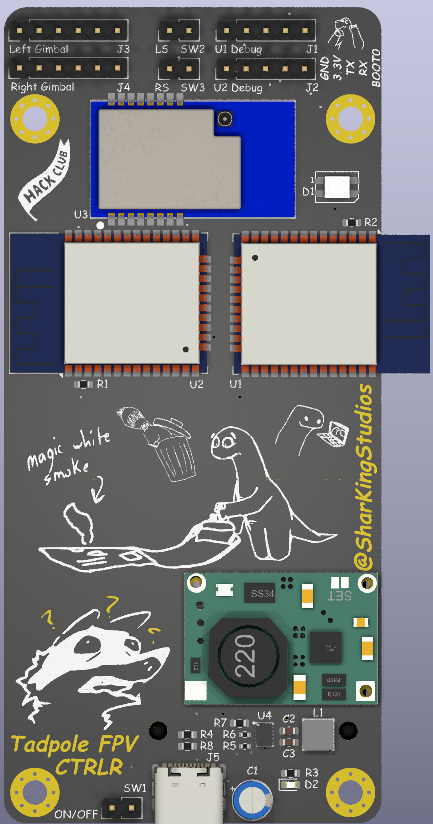 Left Gimbal J3
LS SW2
U1 Debug J1
Right Gimbal J4
RS SW3
U2 Debug J2
GND
3.3V
TX
RX
BOOT0
HACK CLUB
U3
1
D1
R2
R1
U2
U1
magic white
smoke
@SharKingStudios
SS34
SET
220
? ? ?
Tadpole FPV
CTRLR
R7
U4
C2
L1
R4
R6
R8
R5
C3
J5
SW1
C1
R3
D2
ON/OFF